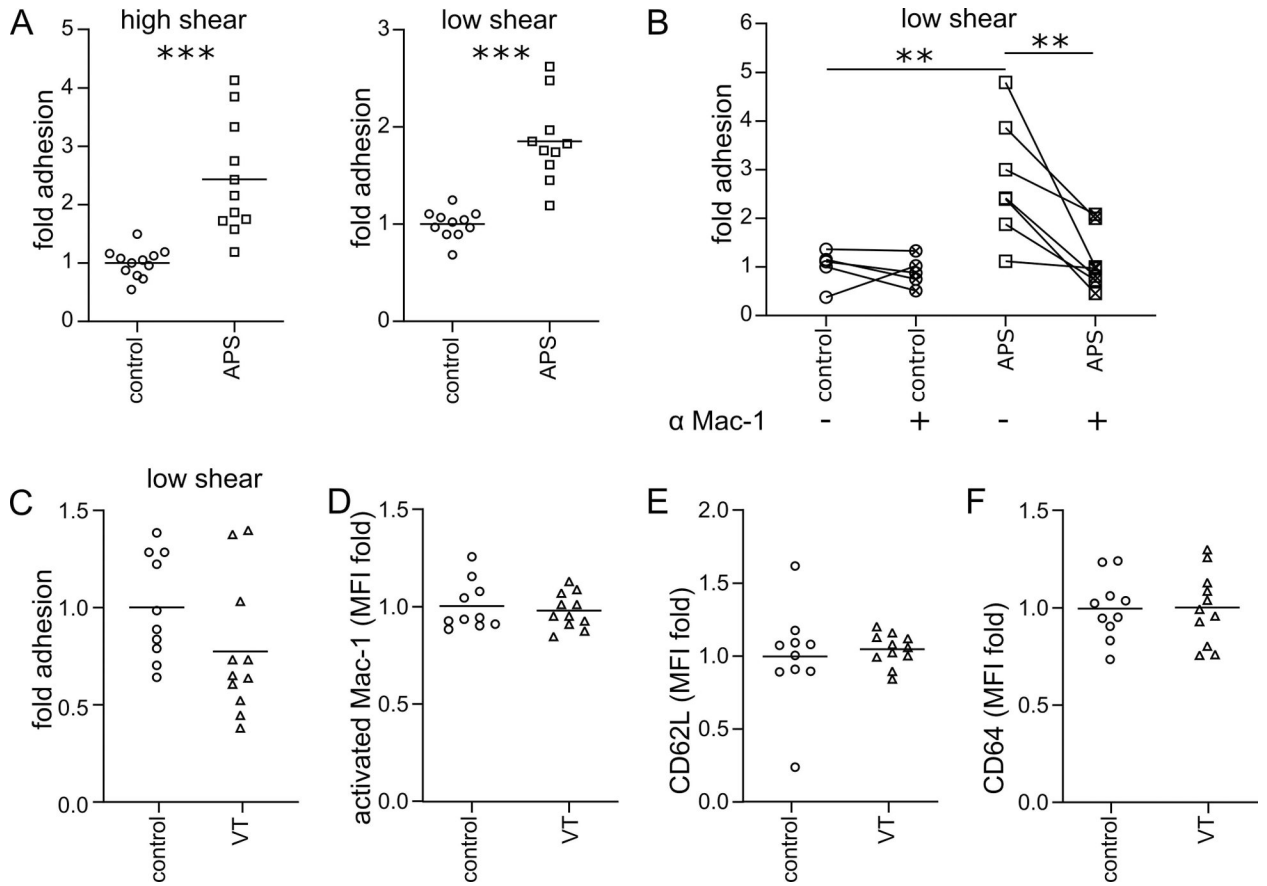 A
high shear
***
fold adhesion
5
4
3
2
1
0
control
APS
low shear
***
fold adhesion
3
2
1
0
control
APS
B
low shear
**
**
fold adhesion
6
5
4
3
2
1
0
control
control
APS
APS
α Mac-1
-
+
-
+
C
low shear
fold adhesion
1.5
1.0
0.5
0.0
control
VT
D
activated Mac-1 (MFI fold)
1.5
1.0
0.5
0.0
control
VT
E
CD62L (MFI fold)
2.0
1.5
1.0
0.5
0.0
control
VT
F
CD64 (MFI fold)
1.5
1.0
0.5
0.0
control
VT